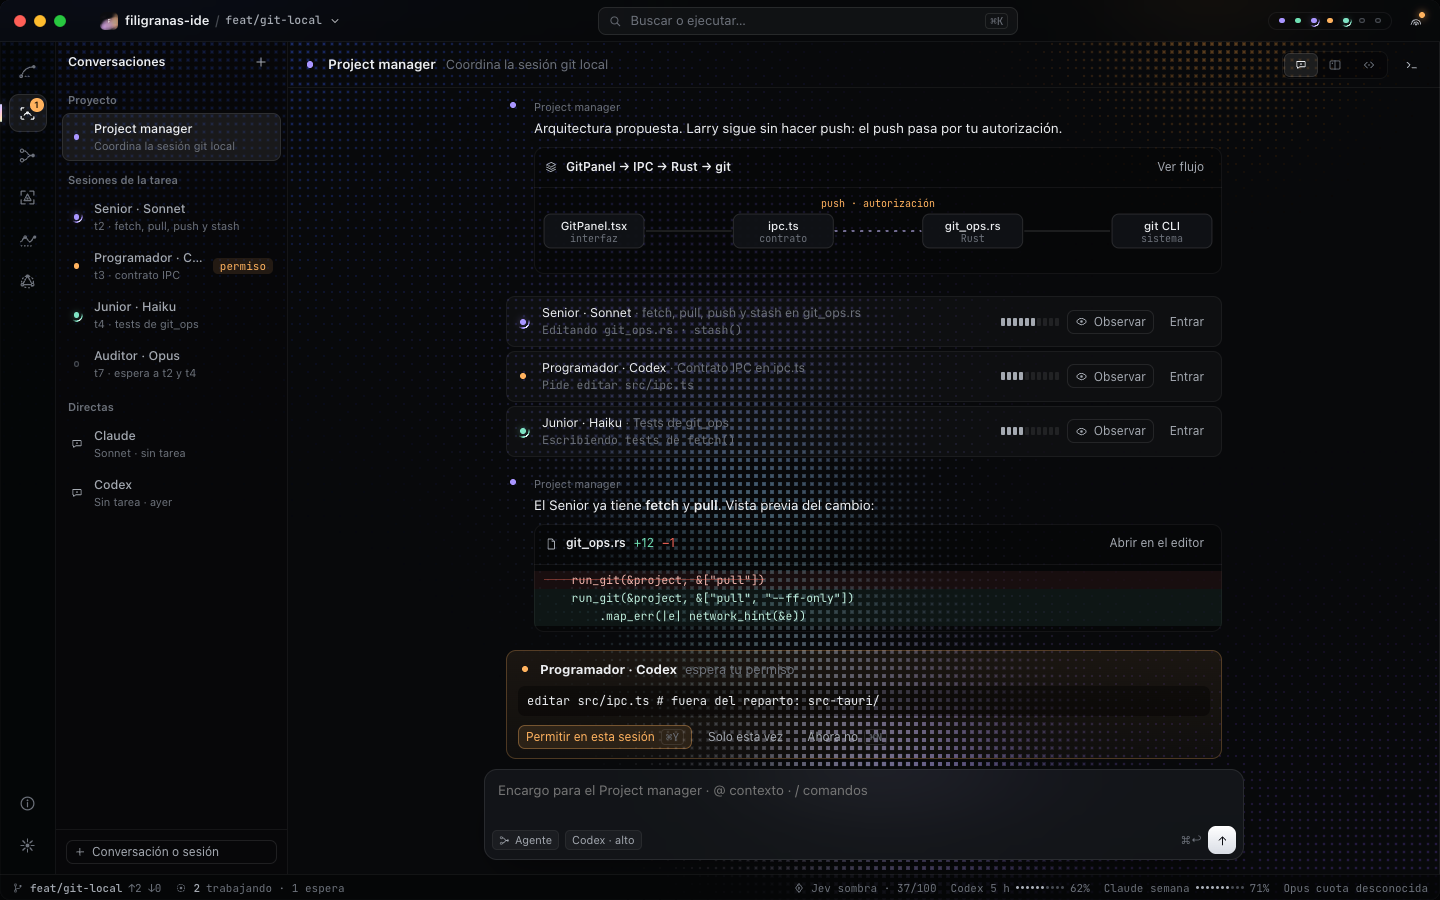 filigranas-ide / feat/git-local
Buscar o ejecutar… ⌘K
Conversaciones +
Proyecto
1
Project manager
Coordina la sesión git local
Sesiones de la tarea
Senior · Sonnet
t2 · fetch, pull, push y stash
Programador · C… permiso
t3 · contrato IPC
Junior · Haiku
t4 · tests de git_ops
Auditor · Opus
t7 · espera a t2 y t4
Directas
Claude
Sonnet · sin tarea
Codex
Sin tarea · ayer
+ Conversación o sesión
Project manager Coordina la sesión git local
Project manager
Arquitectura propuesta. Larry sigue sin hacer push: el push pasa por tu autorización.
GitPanel → IPC → Rust → git Ver flujo
push · autorización
GitPanel.tsx ipc.ts git_ops.rs git CLI
interfaz contrato Rust sistema
Senior · Sonnet · fetch, pull, push y stash en git_ops.rs
Editando git_ops.rs · stash()
Observar Entrar
Programador · Codex · Contrato IPC en ipc.ts
Pide editar src/ipc.ts
Observar Entrar
Junior · Haiku · Tests de git_ops
Escribiendo tests de fetch()
Observar Entrar
Project manager
El Senior ya tiene fetch y pull. Vista previa del cambio:
git_ops.rs +12 −1 Abrir en el editor
run_git(&project, &["pull"])
run_git(&project, &["pull", "--ff-only"])
.map_err(|e| network_hint(&e))
Programador · Codex espera tu permiso
editar src/ipc.ts # fuera del reparto: src-tauri/
Permitir en esta sesión ⌘Y Solo esta vez Ahora no
Encargo para el Project manager · @ contexto · / comandos
Agente Codex · alto ⌘↩
feat/git-local ↑2 ↓0 2 trabajando · 1 espera Jev sombra · 37/100 Codex 5 h 62% Claude semana 71% Opus cuota desconocida